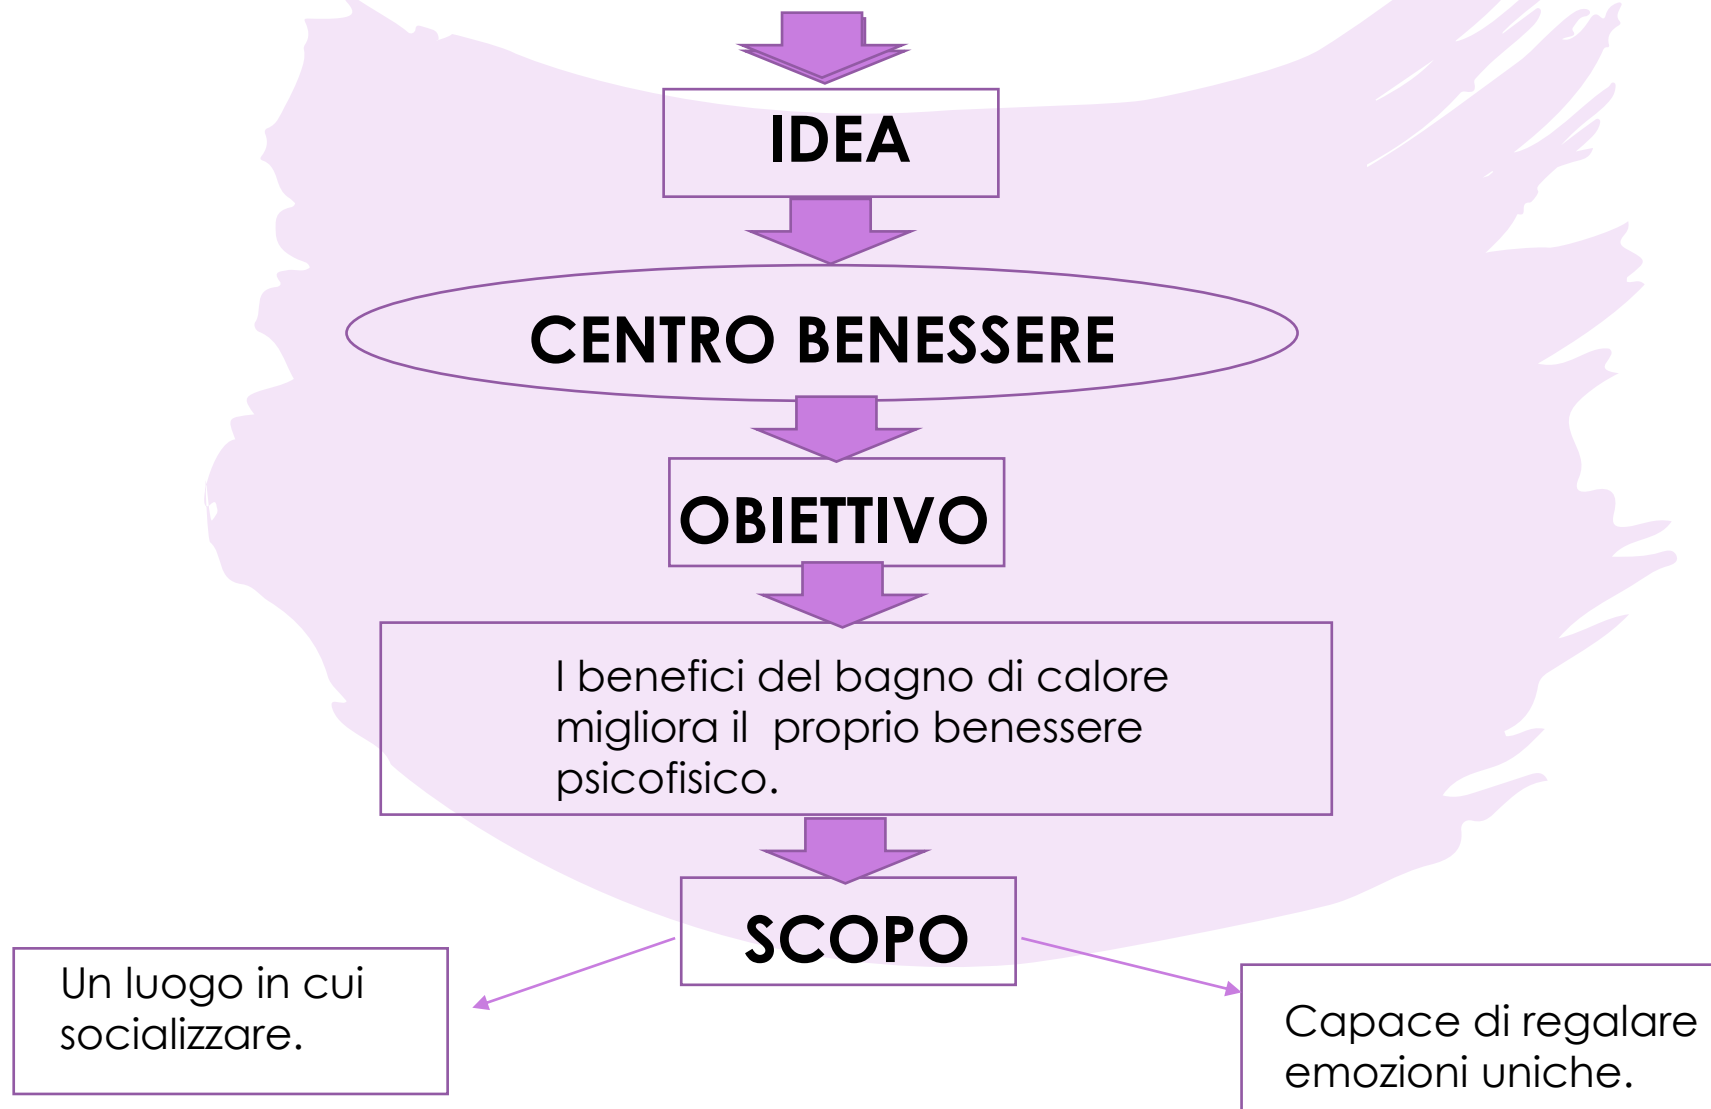 IDEA
CENTRO BENESSERE
OBIETTIVO
I benefici del bagno di calore
migliora il  proprio benessere
psicofisico.
SCOPO
Un luogo in cui
socializzare.
Capace di regalare
emozioni uniche.